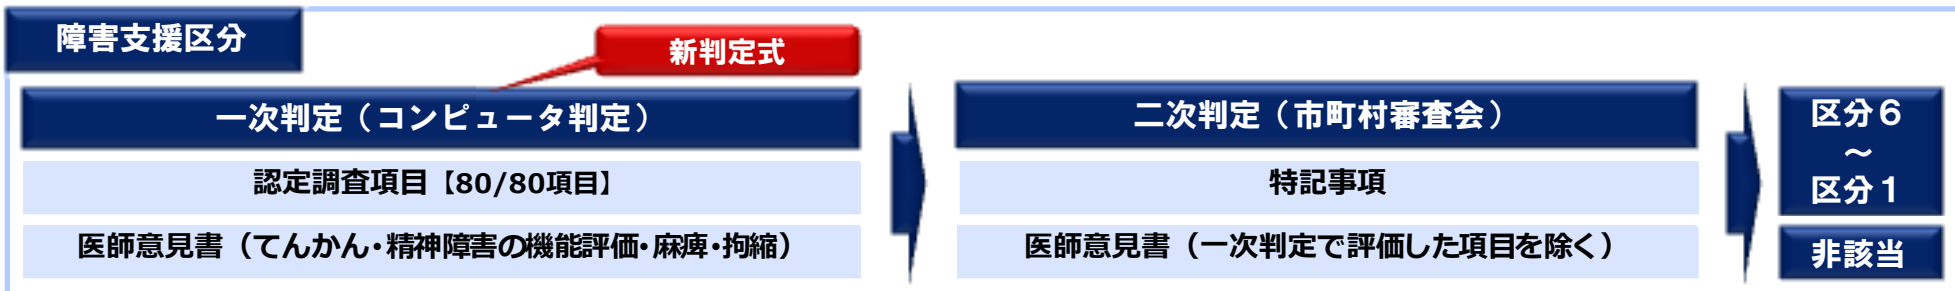 障害支援区分
新判定式
一次判定（コンピュータ判定）
認定調査項目【80/80項目】
医師意見書（てんかん・精神障害の機能評価・麻痺・拘縮）
二次判定（市町村審査会）
特記事項
医師意見書（一次判定で評価した項目を除く）
区分６
～
区分１
非該当